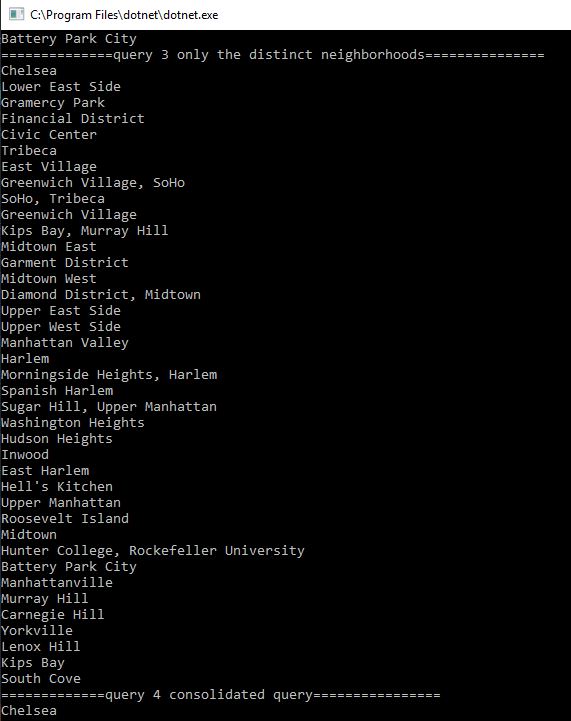 C:\Program Files\dotnet\dotnet.exe
Battery Park City
==============query 3 only the distinct neighborhoods===============
Chelsea
Lower East Side
Gramercy Park
Financial District
Civic Center
Tribeca
East Village
Greenwich Village, SoHo
SoHo, Tribeca
Greenwich Village
Kips Bay, Murray Hill
Midtown East
Garment District
Midtown West
Diamond District, Midtown
Upper East Side
Upper West Side
Manhattan Valley
Harlem
Morningside Heights, Harlem
Spanish Harlem
Sugar Hill, Upper Manhattan
Washington Heights
Hudson Heights
Inwood
East Harlem
Hell's Kitchen
Upper Manhattan
Roosevelt Island
Midtown
Hunter College, Rockefeller University
Battery Park City
Manhattanville
Murray Hill
Carnegie Hill
Yorkville
Lenox Hill
Kips Bay
South Cove
=============query 4 consolidated query================
Chelsea